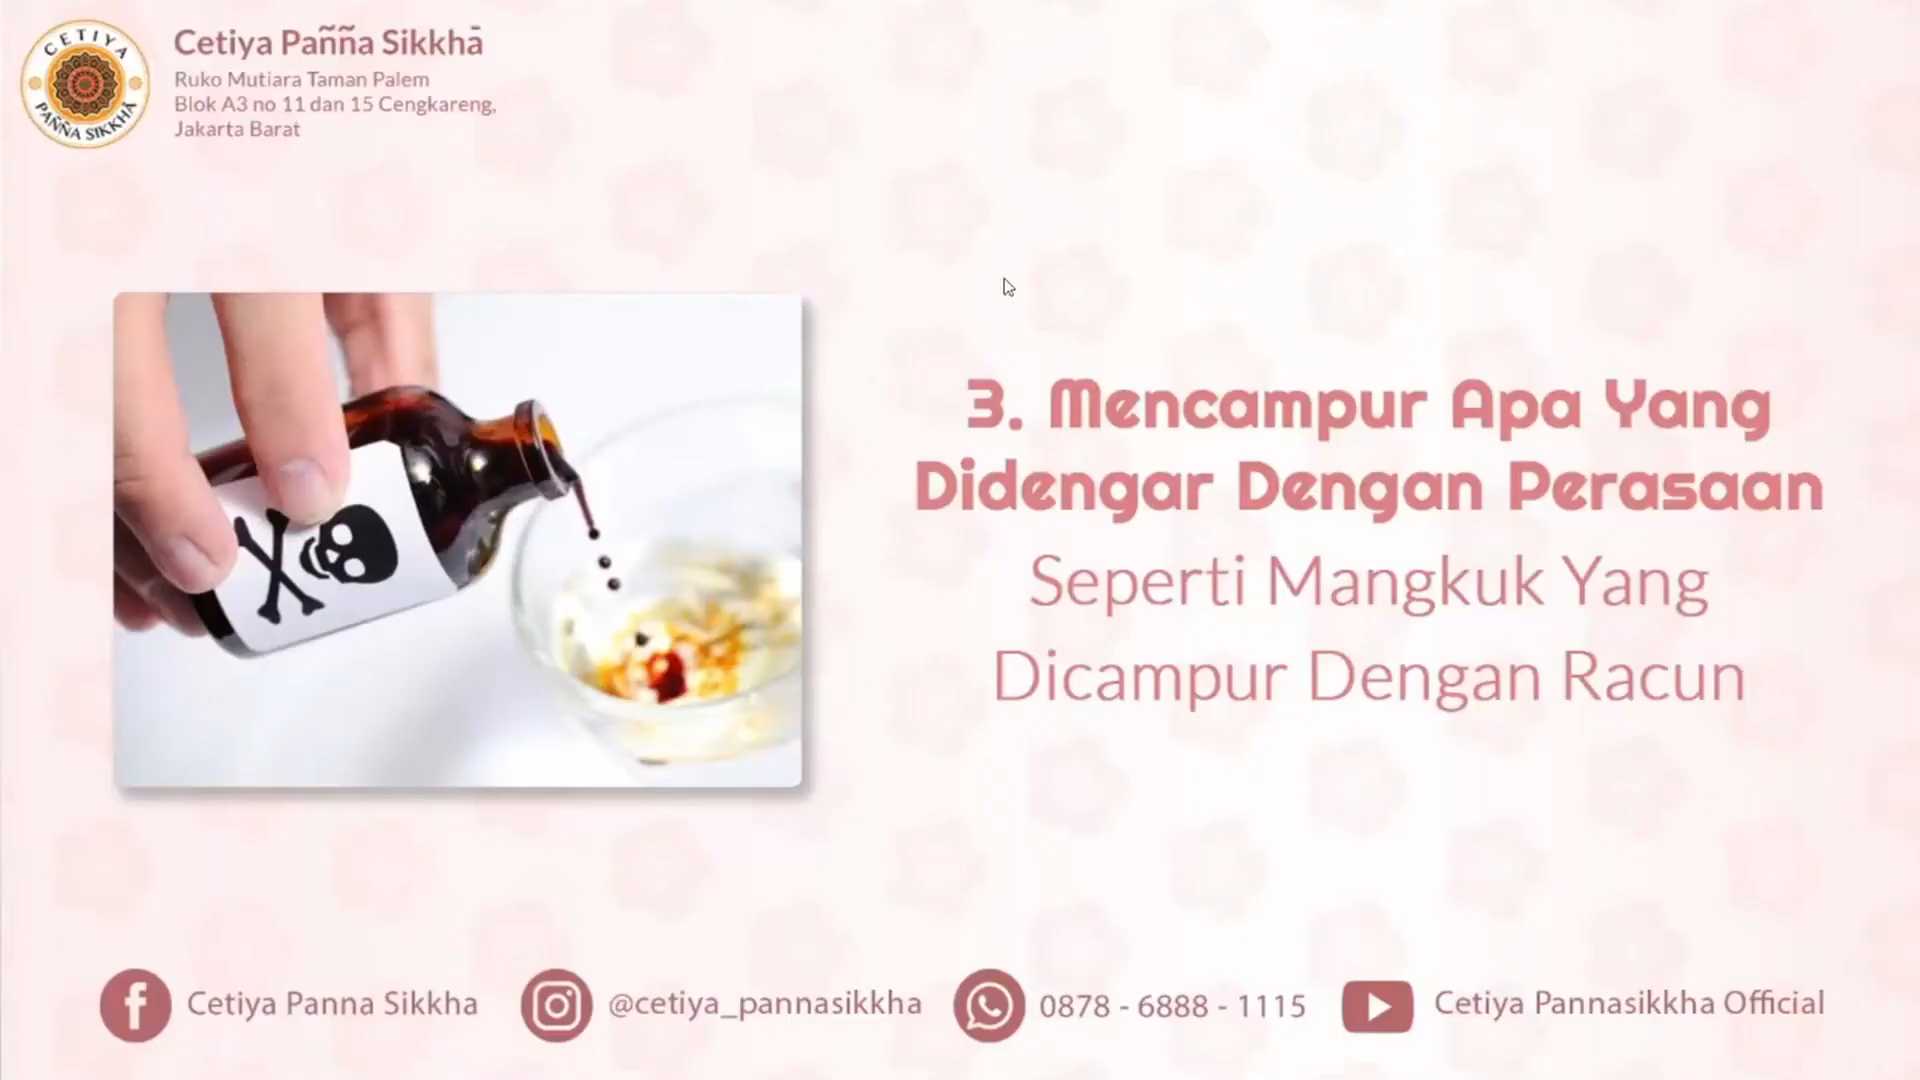 CETIYA
PAÑÑA SIKKHĀ
Cetiya Pañña Sikkhā
Ruko Mutiara Taman Palem
Blok A3 no 11 dan 15 Cengkareng,
Jakarta Barat
3. Mencampur Apa Yang
Didengar Dengan Perasaan
Seperti Mangkuk Yang
Dicampur Dengan Racun
Cetiya Panna Sikkha
@cetiya_pannasikkha
0878 - 6888 - 1115
Cetiya Pannasikkha Official